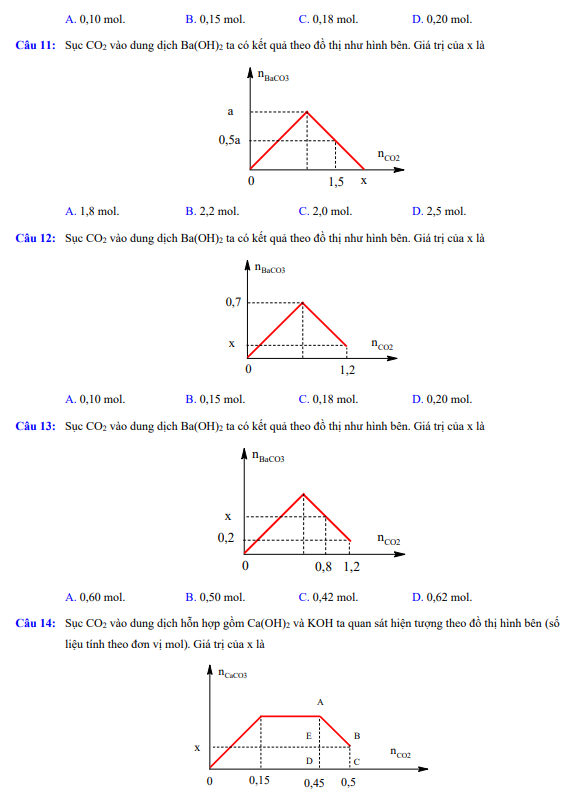 A. 0,10 mol. B. 0,15 mol. C. 0,18 mol. D. 0,20 mol.
Câu 11: Sục CO2 vào dung dịch Ba(OH)2 ta có kết quả theo đồ thị như hình bên. Giá trị của x là
nBaCO3
a
0,5a
nCO2
0 1,5 x
A. 1,8 mol. B. 2,2 mol. C. 2,0 mol. D. 2,5 mol.
Câu 12: Sục CO2 vào dung dịch Ba(OH)2 ta có kết quả theo đồ thị như hình bên. Giá trị của x là
nBaCO3
0,7
x nCO2
0 1,2
A. 0,10 mol. B. 0,15 mol. C. 0,18 mol. D. 0,20 mol.
Câu 13: Sục CO2 vào dung dịch Ba(OH)2 ta có kết quả theo đồ thị như hình bên. Giá trị của x là
nBaCO3
x
0,2 nCO2
0 0,8 1,2
A. 0,60 mol. B. 0,50 mol. C. 0,42 mol. D. 0,62 mol.
Câu 14: Sục CO2 vào dung dịch hỗn hợp gồm Ca(OH)2 và KOH ta quan sát hiện tượng theo đồ thị hình bên (số
liệu tính theo đơn vị mol). Giá trị của x là
nCaCO3
A
E B
x nCO2
D C
0 0,15 0,45 0,5